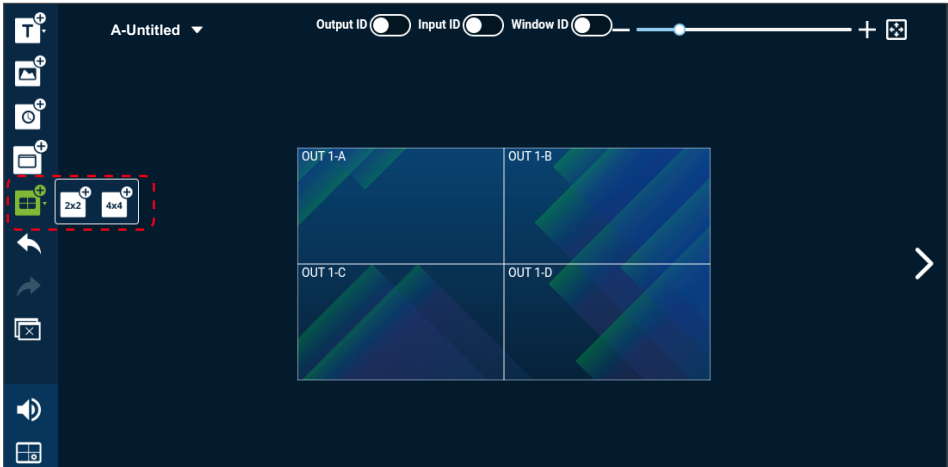 T
A-Untitled
Output ID
Input ID
Window ID
OUT 1-A
OUT 1-B
2x2
4x4
OUT 1-C
OUT 1-D